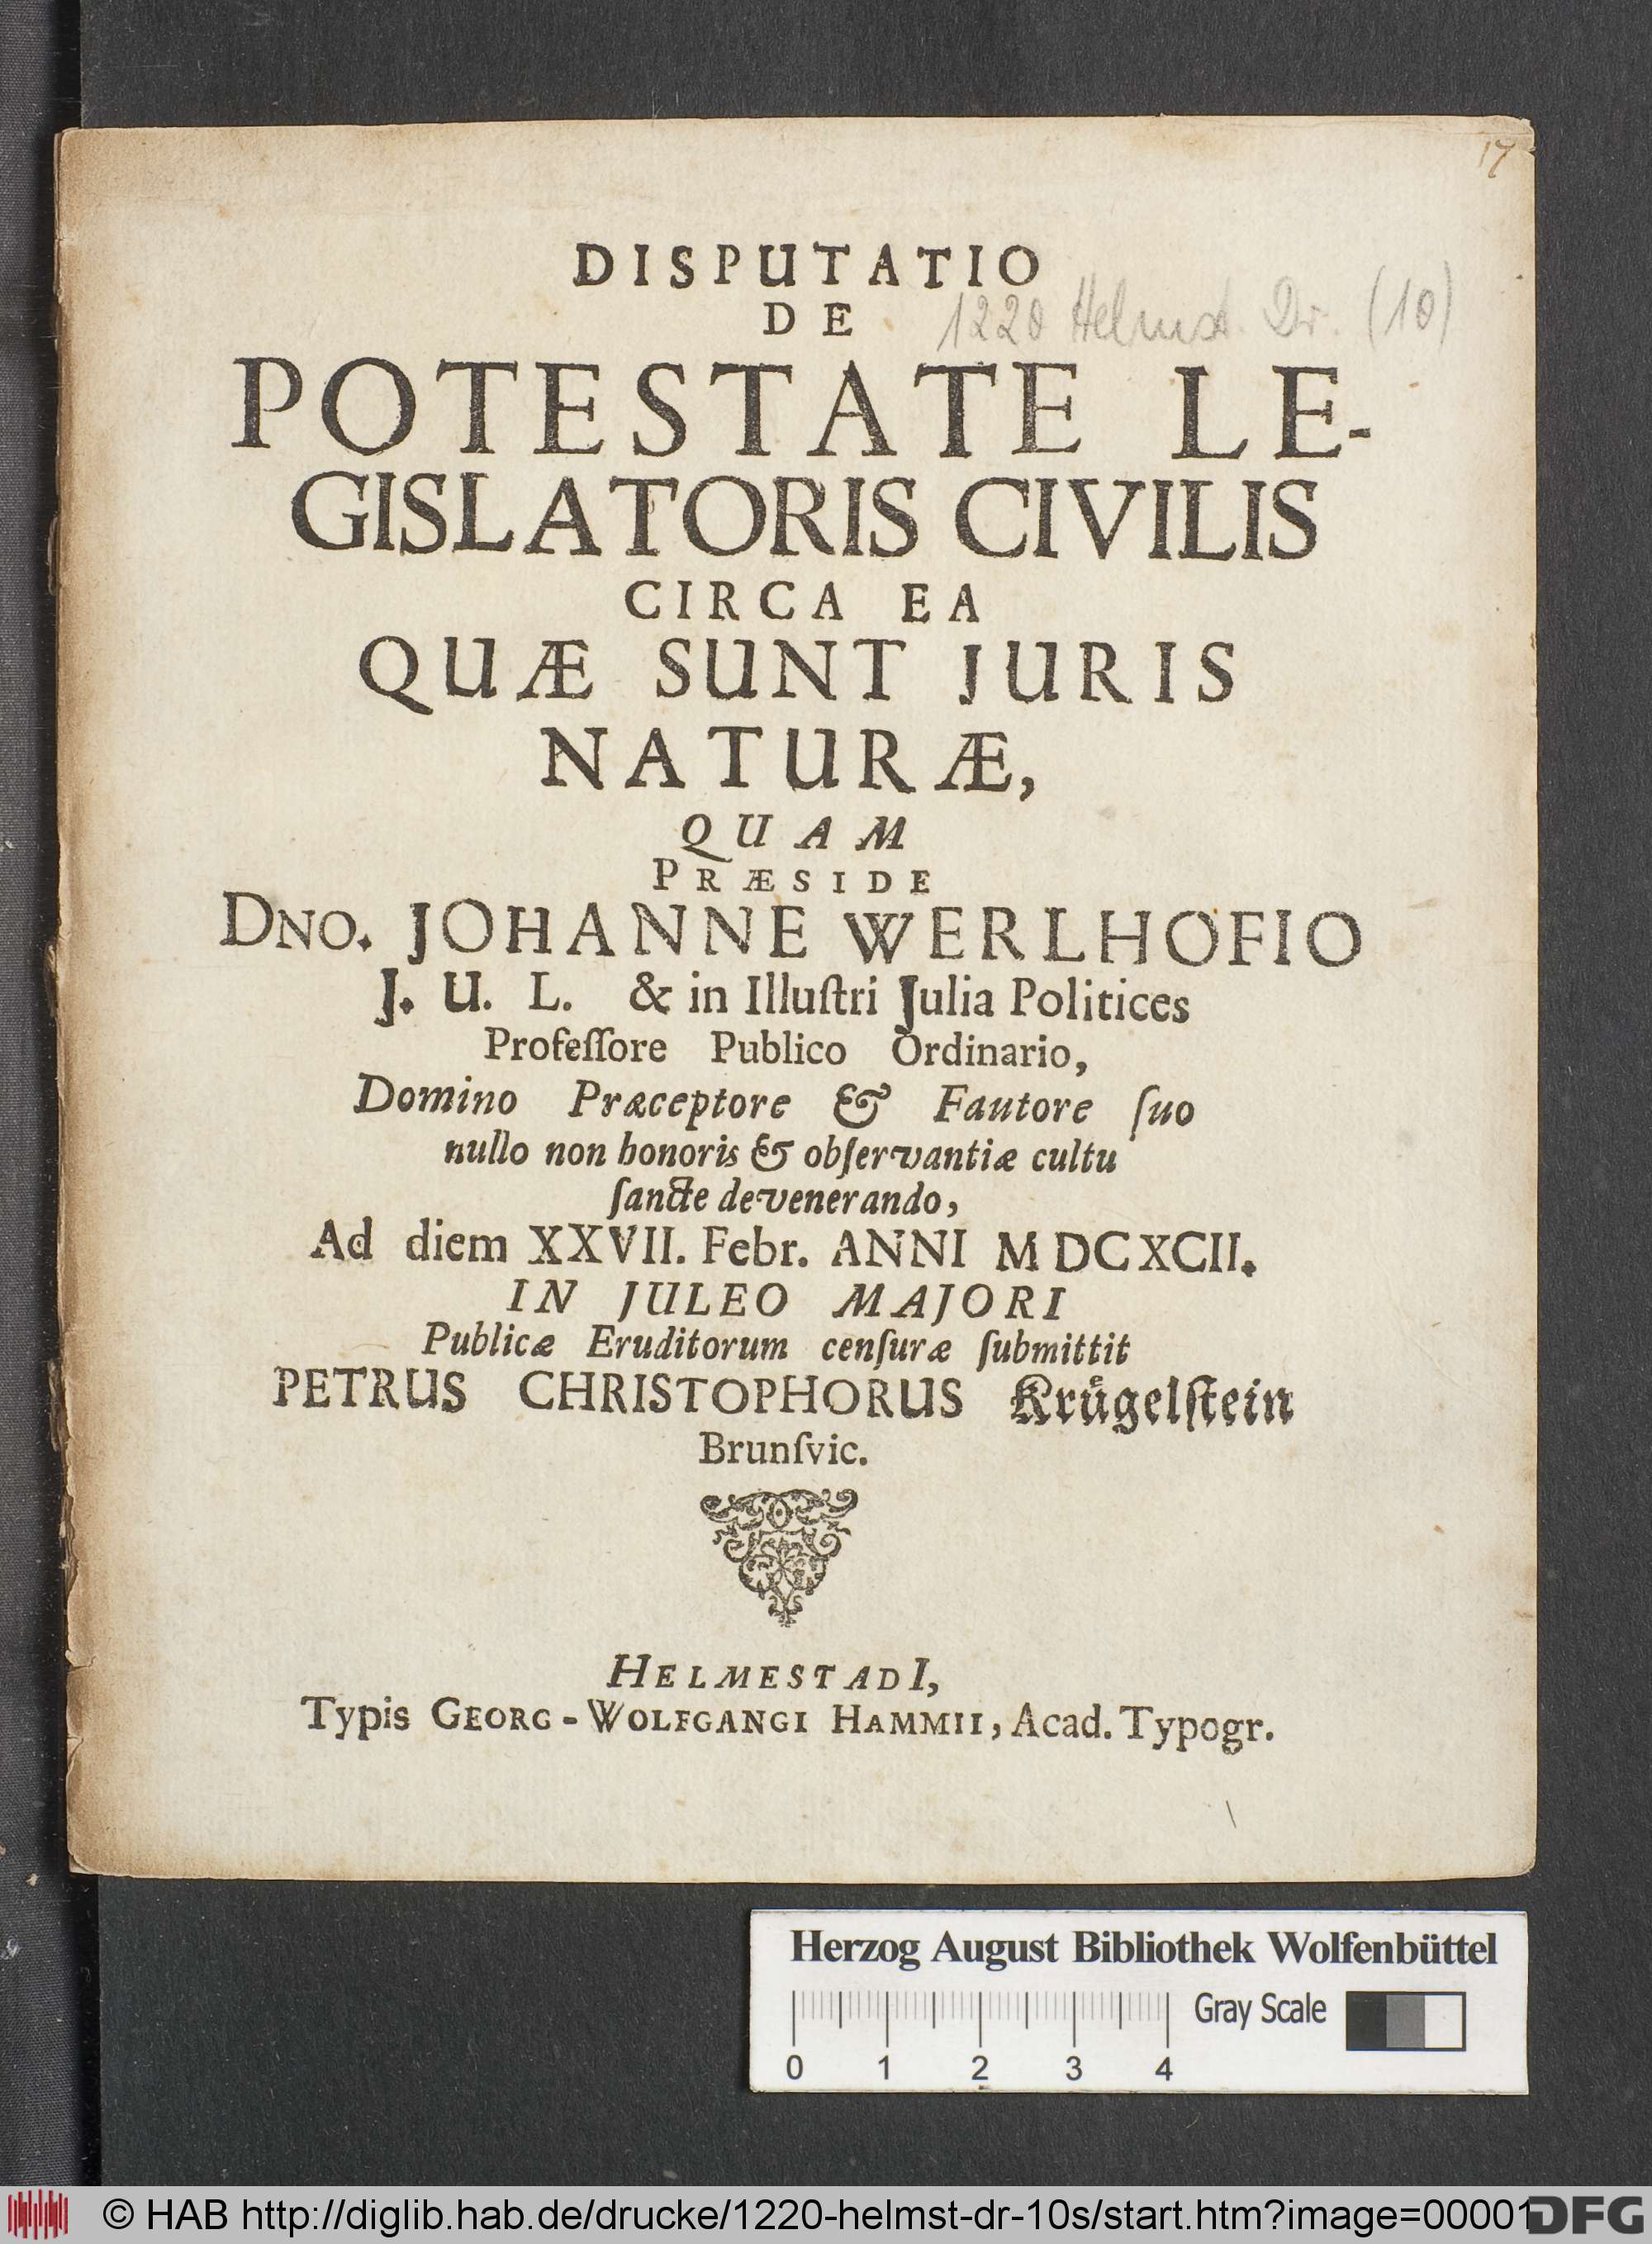 17
DISPUTATIO
DE
1220 Helmst. Dr. (10)
POTESTATE LE-
GISLATORIS CIVILIS
CIRCA EA
QUÆ SUNT JURIS
NATURÆ,
QUAM
PRÆSIDE
DNO. JOHANNE WERLHOFIO
J. U. L. & in Illuſtri Julia Politices
Profeſſore Publico Ordinario,
Domino Præceptore & Fautore ſuo
nullo non honoris & obſervantiæ cultu
ſancte devenerando,
Ad diem XXVII. Febr. ANNI MDCXCII.
IN JULEO MAJORI
Publicæ Eruditorum cenſuræ ſubmittit
PETRUS CHRISTOPHORUS Krügelſtein
Brunſvic.
HELMESTADI,
Typis GEORG-WOLFGANGI HAMMII, Acad. Typogr.
Herzog August Bibliothek Wolfenbüttel
Gray Scale
0 1 2 3 4
© HAB http://diglib.hab.de/drucke/1220-helmst-dr-10s/start.htm?image=00001
DFG